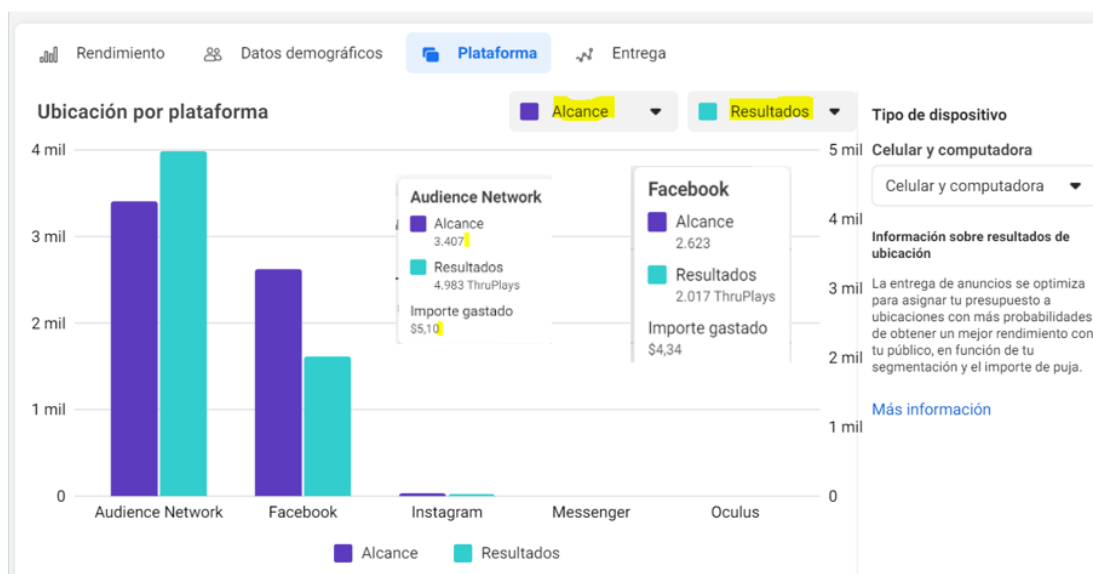 Rendimiento
Datos demográficos
Plataforma
Entrega
Ubicación por plataforma
Alcance
Resultados
4 mil
3 mil
2 mil
1 mil
0
Audience Network
Alcance
3.407
Resultados
4.983 ThruPlays
Importe gastado
$5,10
Facebook
Alcance
2.623
Resultados
2.017 ThruPlays
Importe gastado
$4,34
5 mil
4 mil
3 mil
2 mil
1 mil
0
Audience Network
Facebook
Instagram
Messenger
Oculus
Alcance
Resultados
Tipo de dispositivo
Celular y computadora
Celular y computadora
Información sobre resultados de
ubicación
La entrega de anuncios se optimiza
para asignar tu presupuesto a
ubicaciones con más probabilidades
de obtener un mejor rendimiento con
tu público, en función de tu
segmentación y el importe de puja.
Más información